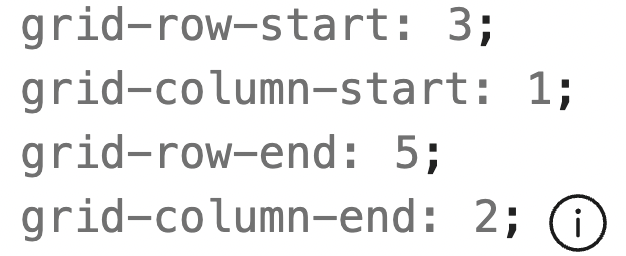 grid-row-start: 3;
grid-column-start: 1;
grid-row-end: 5;
grid-column-end: 2; i